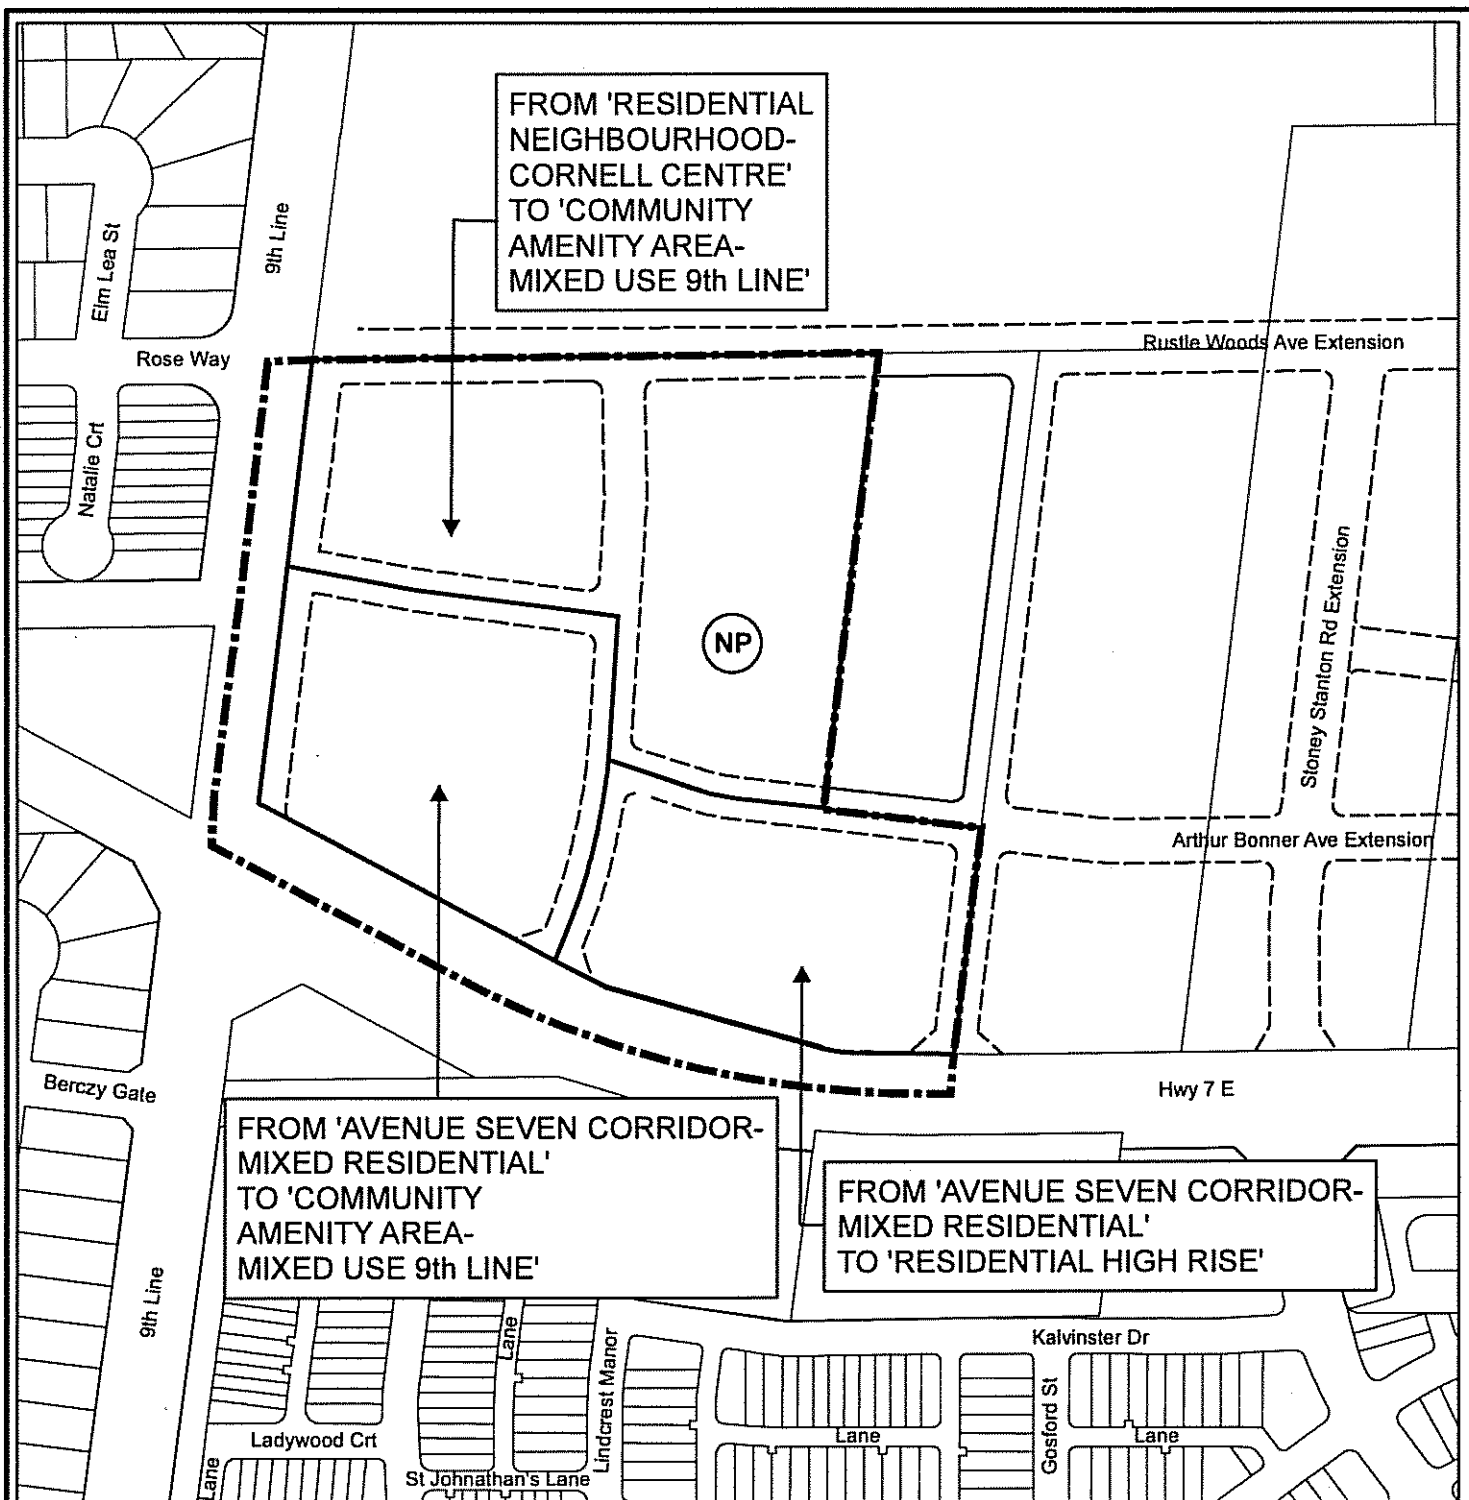 FROM 'RESIDENTIAL
NEIGHBOURHOOD-
CORNELL CENTRE'
TO 'COMMUNITY
AMENITY AREA-
MIXED USE 9th LINE'
Elm Lea St
9th Line
Rose Way
Rustle Woods Ave Extension
Natalie Crt
NP
Stoney Stanton Rd Extension
Arthur Bonner Ave Extension
Berczy Gate
Hwy 7 E
FROM 'AVENUE SEVEN CORRIDOR-
MIXED RESIDENTIAL'
TO 'COMMUNITY
AMENITY AREA-
MIXED USE 9th LINE'
FROM 'AVENUE SEVEN CORRIDOR-
MIXED RESIDENTIAL'
TO 'RESIDENTIAL HIGH RISE'
9th Line
Lane
Lindcrest Manor
Kalvinster Dr
Gosford St
Ladywood Crt
Lane
Lane
Lane
St Johnathan's Lane